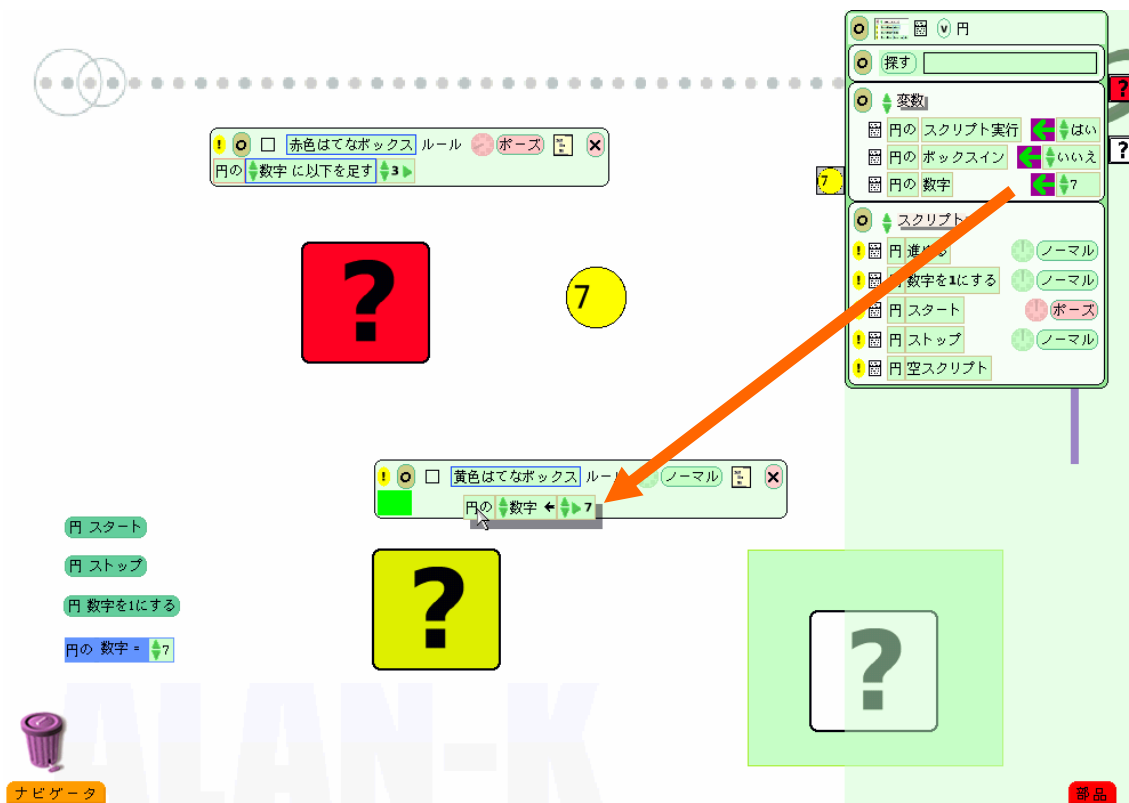 円
探す
変数
円の スクリプト実行 はい
円の ボックスイン いいえ
円の 数字 7
スクリプト
円 進める
円 数字を1にする ノーマル
円 スタート ポーズ
円 ストップ ノーマル
円 空スクリプト
ノーマル
! 赤色はてなボックス ルール ポーズ
円の 数字 に以下を足す 3
?
7
7
?
?
! 黄色はてなボックス ルール ノーマル
円の 数字 ← 7
?
?
円 スタート
円 ストップ
円 数字を1にする
円の 数字 = 7
ALAN-K
ナビゲータ
部品